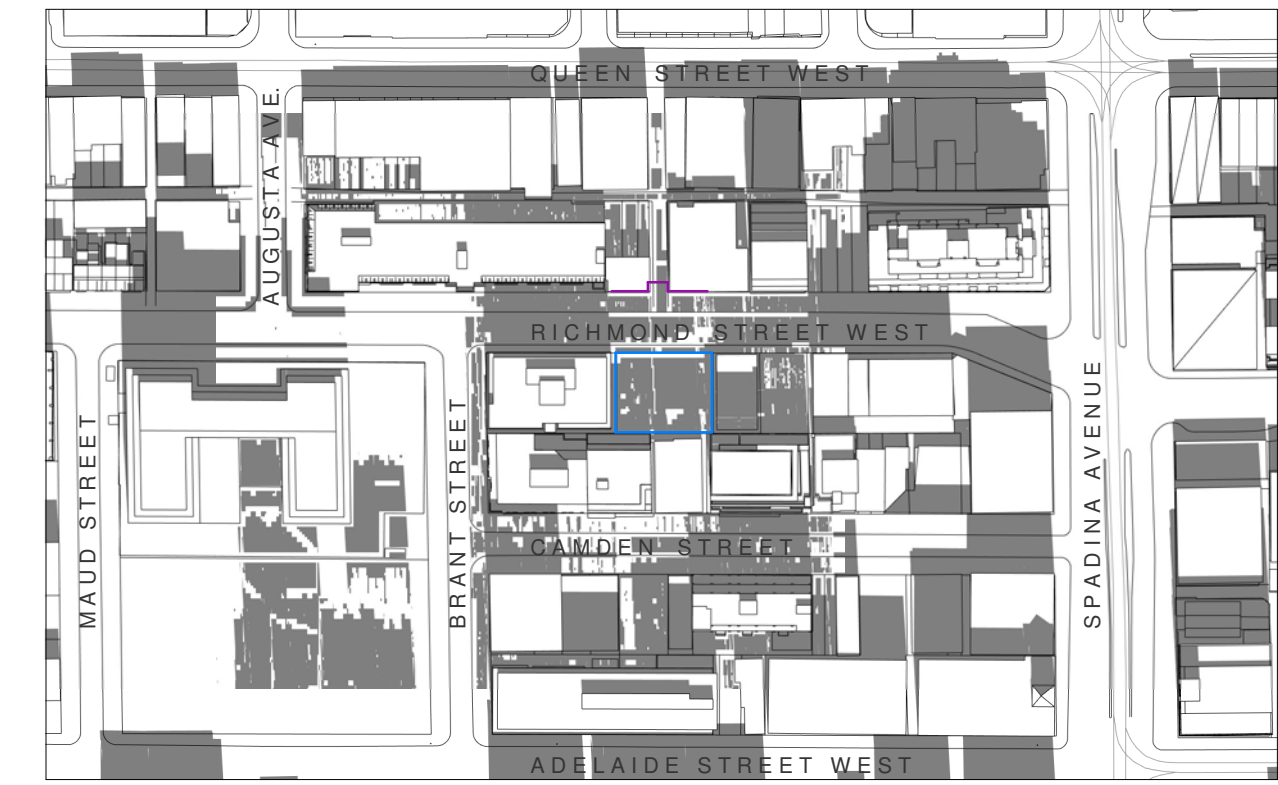 QUEEN STREET WEST
AUGUSTA AVE.
RICHMOND STREET WEST
MAUD STREET
BRANT STREET
SPADINA AVENUE
CAMDEN STREET
ADELAIDE STREET WEST